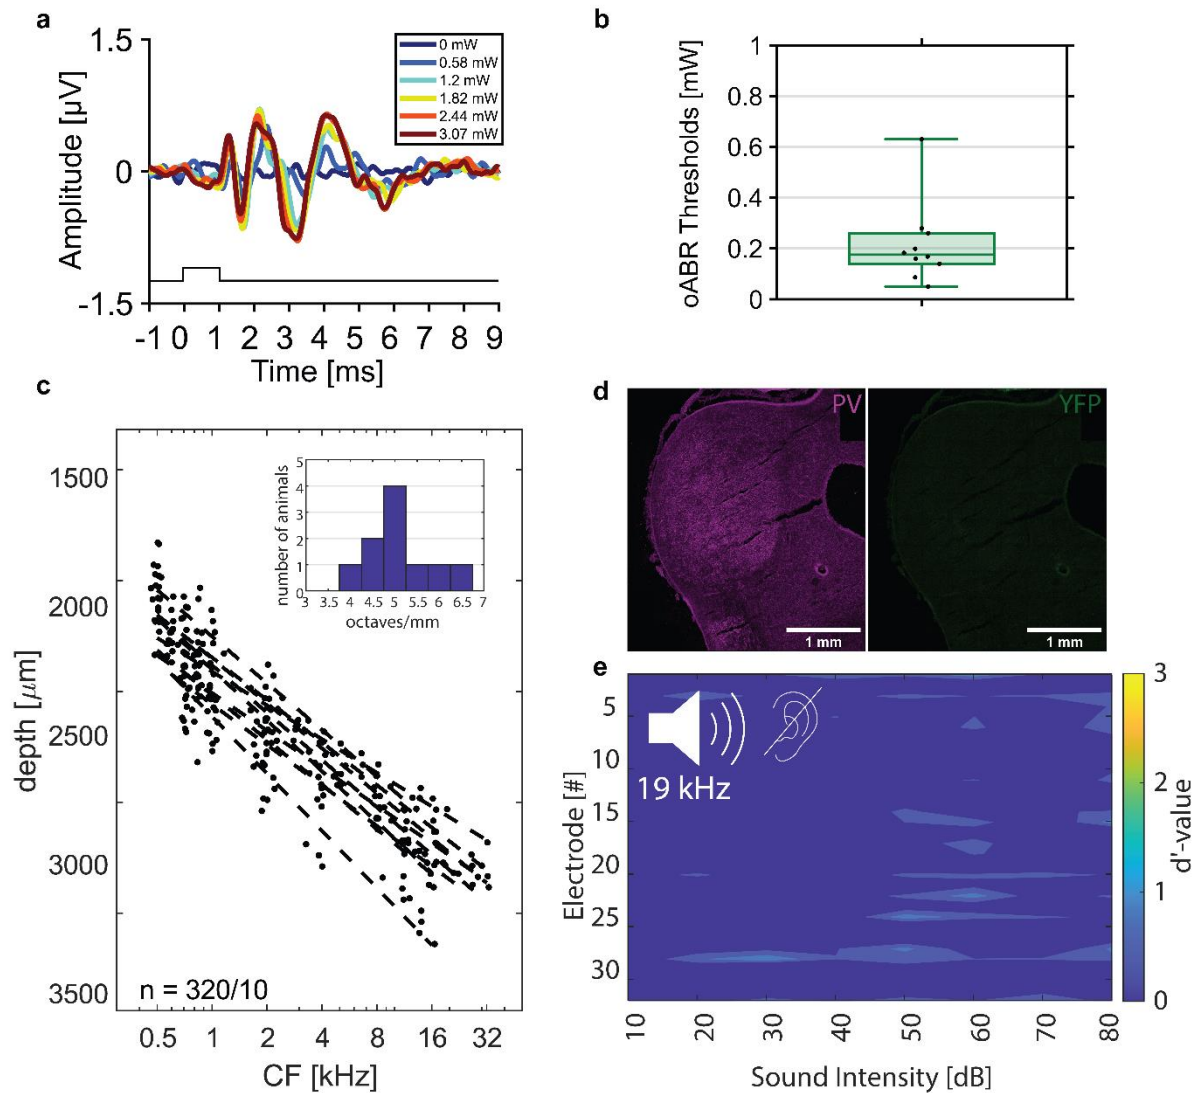 a
1.5
0
-1.5
Amplitude [µV]
0 mW
0.58 mW
1.2 mW
1.82 mW
2.44 mW
3.07 mW
-1 0 1 2 3 4 5 6 7 8 9
Time [ms]
b
1
0.8
0.6
0.4
0.2
0
oABR Thresholds [mW]
c
1500
2000
2500
3000
3500
depth [µm]
5
4
3
2
1
0
number of animals
3 3.5 4 4.5 5 5.5 6 6.5 7
octaves/mm
n = 320/10
0.5 1 2 4 8 16 32
CF [kHz]
d
PV
1 mm
YFP
1 mm
e
5
10
15
20
25
30
Electrode [#]
19 kHz
10 20 30 40 50 60 70 80
Sound Intensity [dB]
3
2
1
0
d'-value